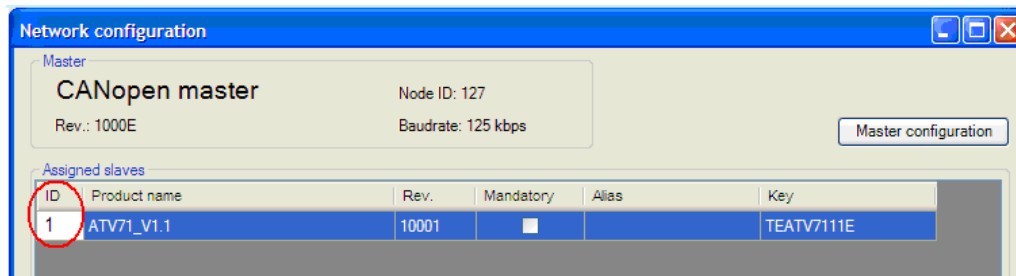 Network configuration
Master
CANopen master
Node ID: 127
Rev.: 1000E
Baudrate: 125 kbps
Master configuration
Assigned slaves
ID Product name Rev. Mandatory Alias Key
1 ATV71_V1.1 10001 TEATV7111E